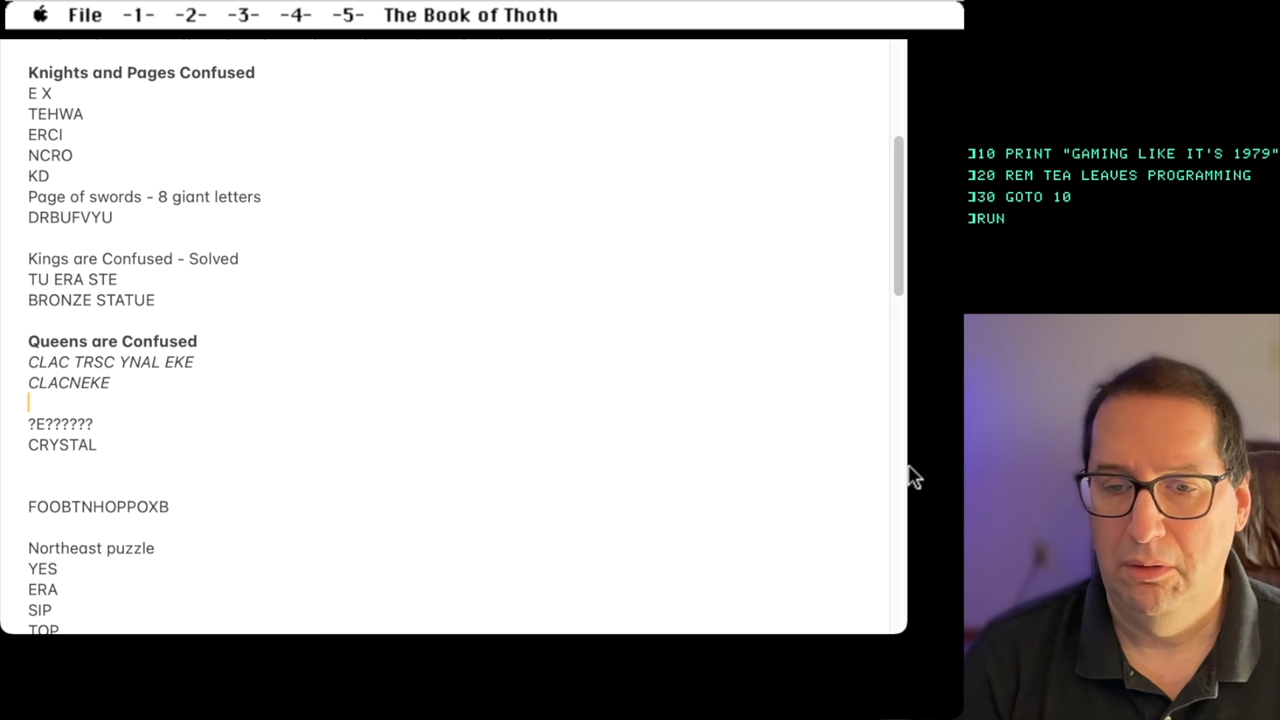 File -1- -2- -3- -4- -5- The Book of Thoth
Knights and Pages Confused
E X
TEHWA
ERCI
NCRO
KD
Page of swords - 8 giant letters
DRBUFVYU
Kings are Confused - Solved
TU ERA STE
BRONZE STATUE
Queens are Confused
CLAC TRSC YNAL EKE
CLACNEKE
?E??????
CRYSTAL
FOOBTNHOPPOXB
Northeast puzzle
YES
ERA
SIP
TOP
]10 PRINT "GAMING LIKE IT'S 1979"
]20 REM TEA LEAVES PROGRAMMING
]30 GOTO 10
]RUN